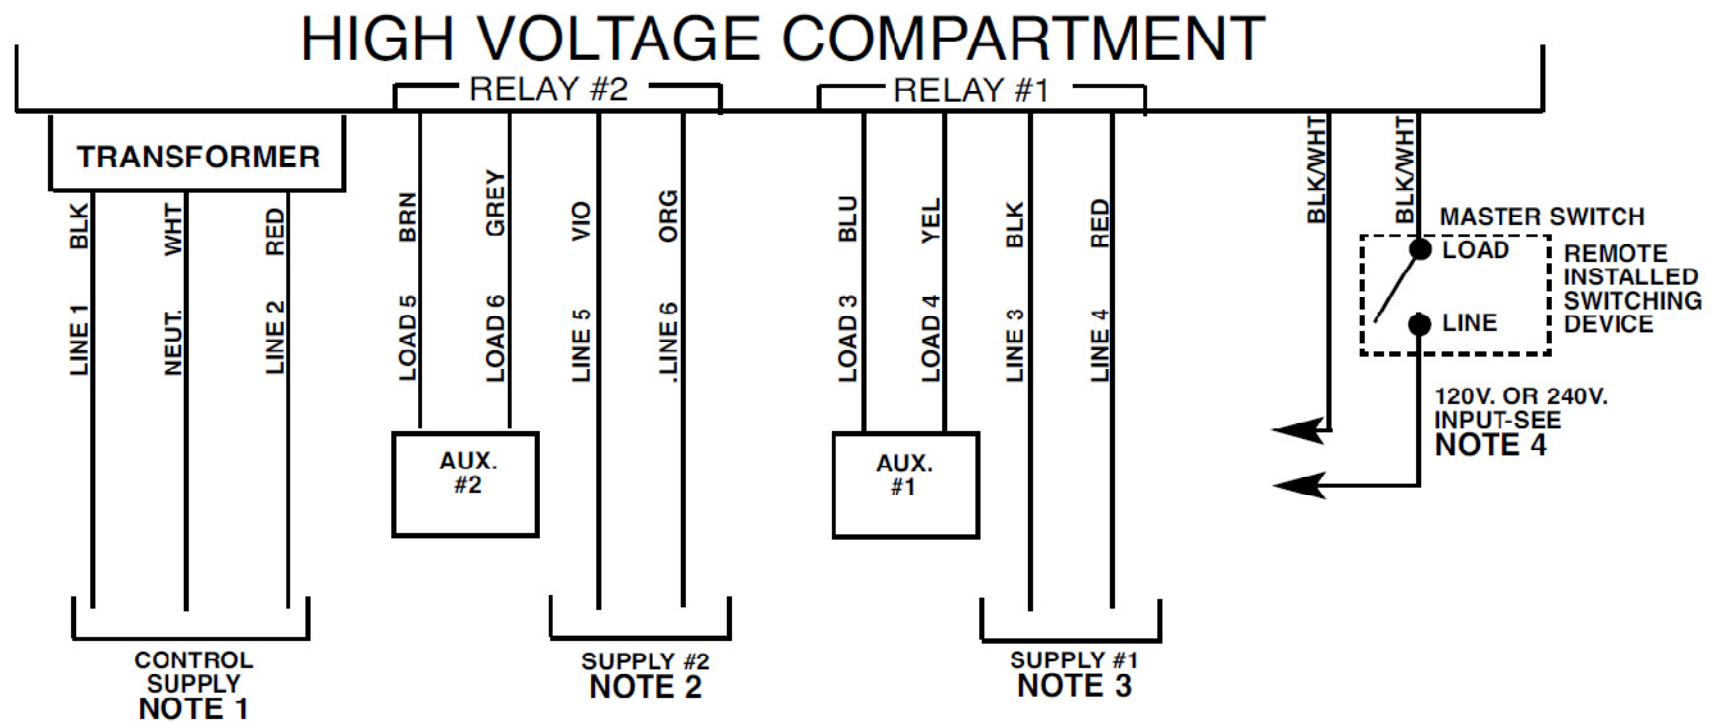 HIGH VOLTAGE COMPARTMENT
RELAY #2
RELAY #1
TRANSFORMER
BLK
WHT
RED
LINE 1
NEUT.
LINE 2
BRN
GREY
VIO
ORG
LOAD 5
LOAD 6
LINE 5
.LINE 6
BLU
YEL
BLK
RED
LOAD 3
LOAD 4
LINE 3
LINE 4
BLK/WHT
BLK/WHT
MASTER SWITCH
LOAD
LINE
REMOTE
INSTALLED
SWITCHING
DEVICE
120V. OR 240V.
INPUT-SEE
NOTE 4
AUX.
#2
AUX.
#1
CONTROL
SUPPLY
NOTE 1
SUPPLY #2
NOTE 2
SUPPLY #1
NOTE 3